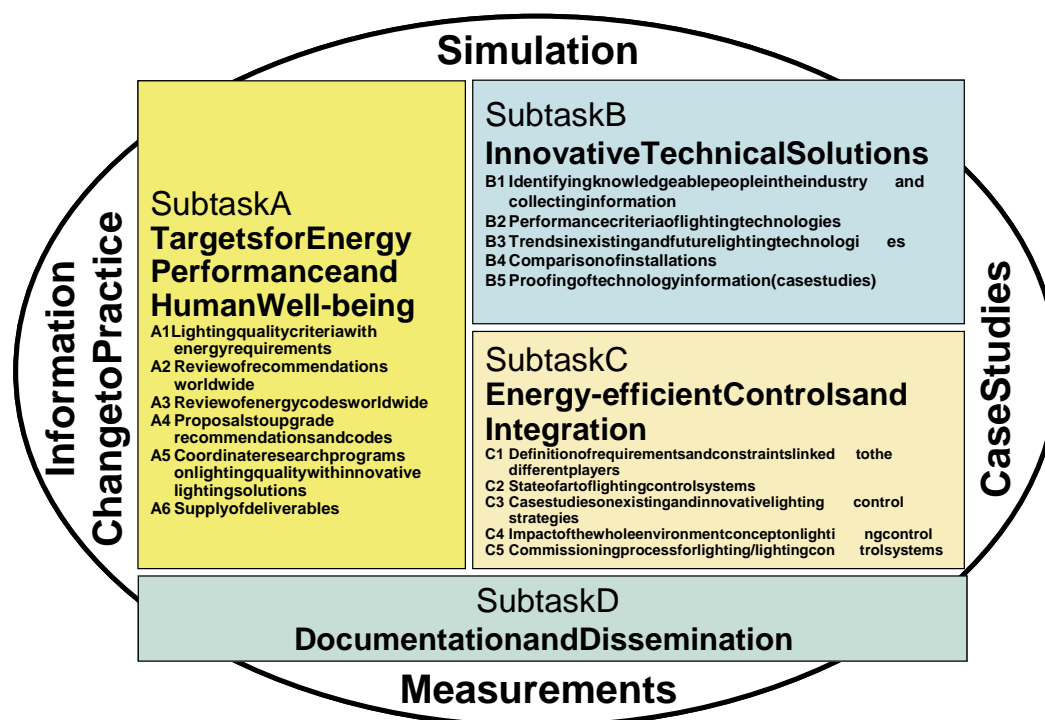 Simulation
Information
ChangetoPractice
SubtaskA
TargetsforEnergy
Performanceand
HumanWell-being
A1Lightingqualitycriteriawith
energyrequirements
A2 Reviewofrecommendations
worldwide
A3 Reviewofenergycodesworldwide
A4 Proposalstoupgrade
recommendationsandcodes
A5 Coordinateresearchprograms
onlightingqualitywithinnovative
lightingsolutions
A6 Supplyofdeliverables
SubtaskB
InnovativeTechnicalSolutions
B1 Identifyingknowledgeablepeopleintheindustry and
collectinginformation
B2 Performancecriteriaoflightingtechnologies
B3 Trendsinexistingandfuturelightingtechnologi es
B4 Comparisonofinstallations
B5 Proofingoftechnologyinformation(casestudies)
SubtaskC
Energy-efficientControlsand
Integration
C1 Definitionofrequirementsandconstraintslinked tothe
differentplayers
C2 Stateofartoflightingcontrolsystems
C3 Casestudiesonexistingandinnovativelighting control
strategies
C4 Impactofthewholeenvironmentconceptonlighti ngcontrol
C5 Commissioningprocessforlighting/lightingcon trolsystems
CaseStudies
SubtaskD
DocumentationandDissemination
Measurements